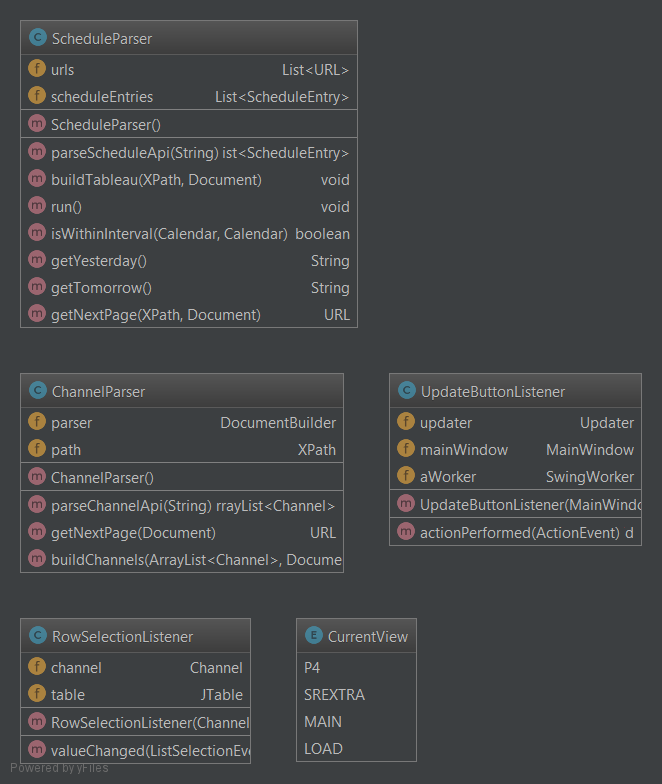 ScheduleParser
urls List<URL>
scheduleEntries List<ScheduleEntry>
ScheduleParser()
parseScheduleApi(String) ist<ScheduleEntry>
buildTableau(XPath, Document) void
run() void
isWithinInterval(Calendar, Calendar) boolean
getYesterday() String
getTomorrow() String
getNextPage(XPath, Document) URL
ChannelParser
parser DocumentBuilder
path XPath
ChannelParser()
parseChannelApi(String) rrayList<Channel>
getNextPage(Document) URL
buildChannels(ArrayList<Channel>, Docume
UpdateButtonListener
updater Updater
mainWindow MainWindow
aWorker SwingWorker
UpdateButtonListener(MainWindo
actionPerformed(ActionEvent) d
RowSelectionListener
channel Channel
table JTable
RowSelectionListener(Channel
valueChanged(ListSelectionEve
CurrentView
P4
SREXTRA
MAIN
LOAD
Powered by yFiles